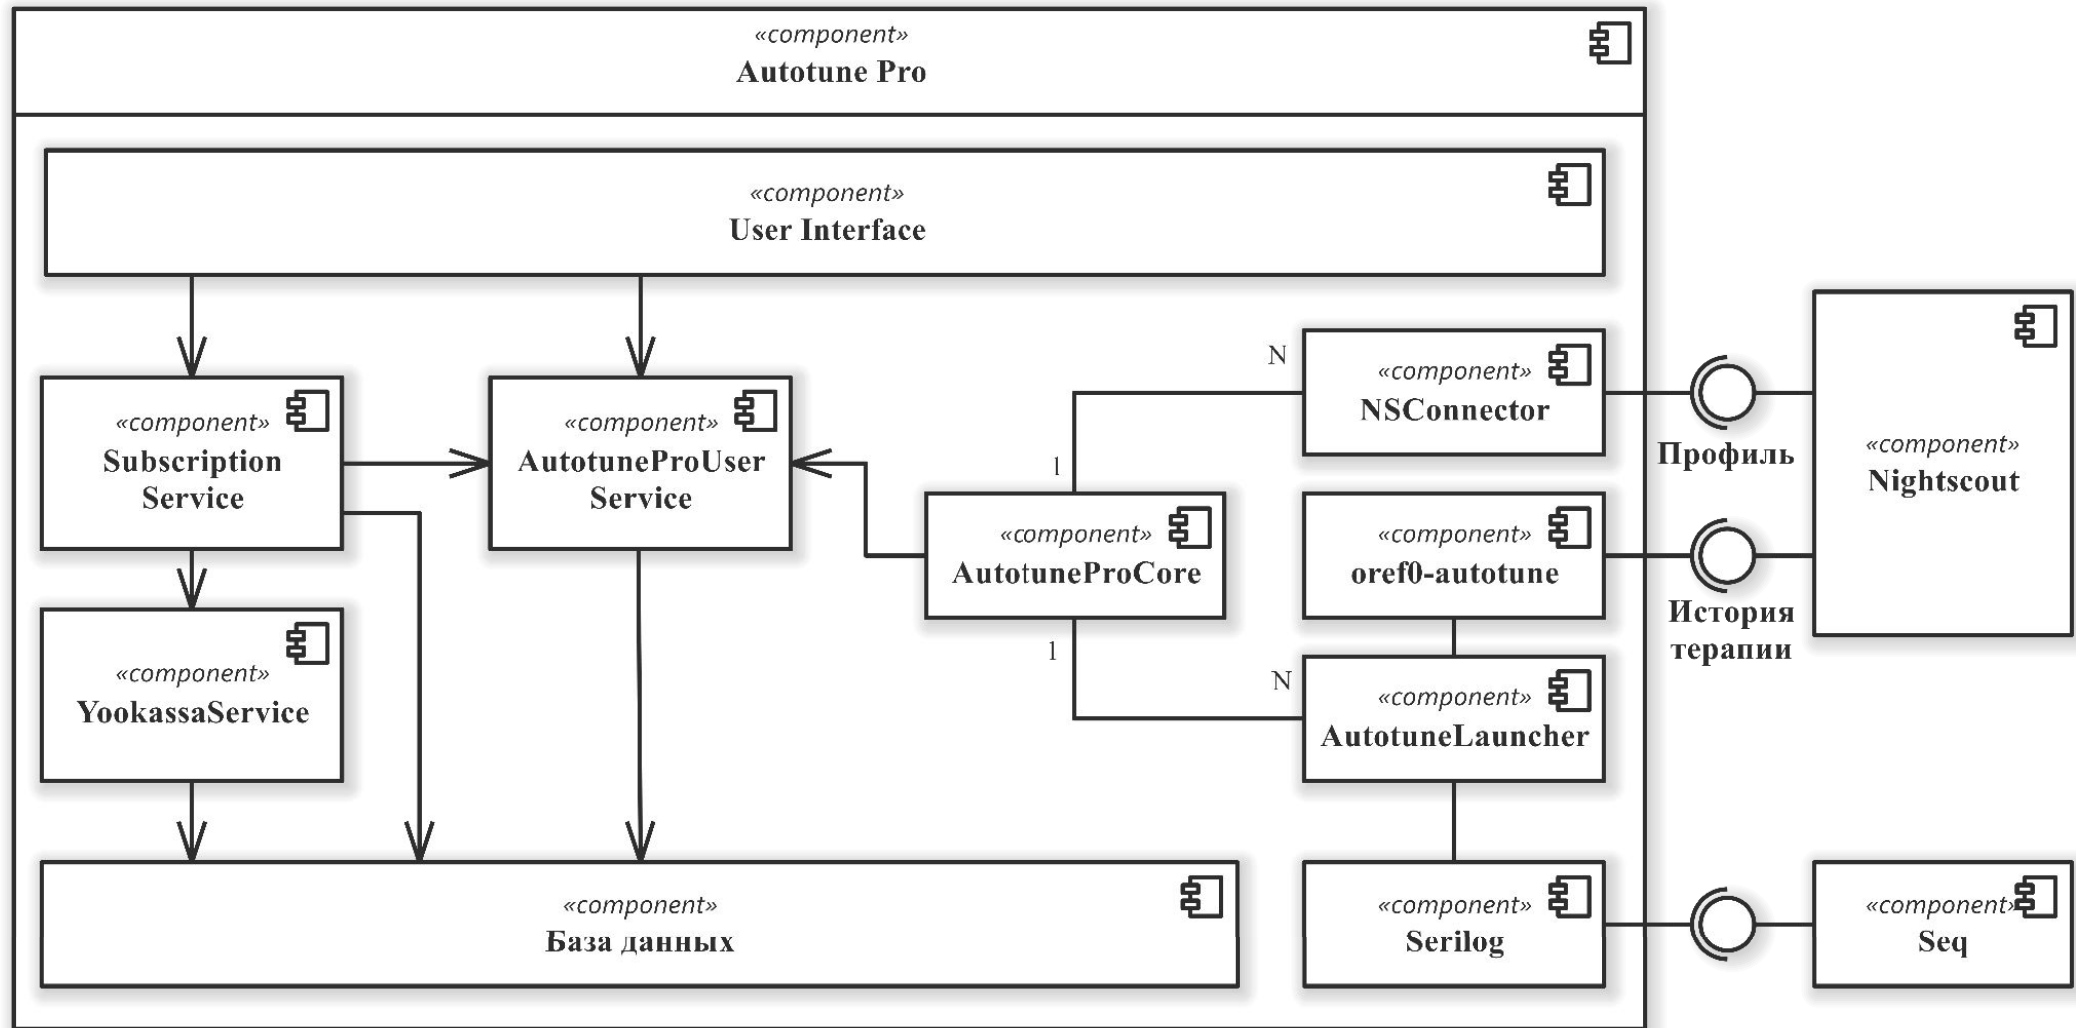 «component»
Autotune Pro
«component»
User Interface
«component»
Subscription
Service
«component»
AutotuneProUser
Service
«component»
YookassaService
«component»
AutotuneProCore
N
1
1
N
«component»
NSConnector
«component»
oref0-autotune
«component»
AutotuneLauncher
Профиль
История
терапии
«component»
Nightscout
«component»
База данных
«component»
Serilog
«component»
Seq